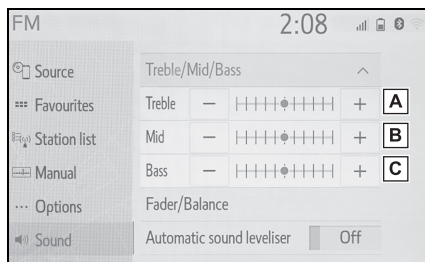 FM 2:08
Source
Favourites
Station list
Manual
Options
Sound
Treble/Mid/Bass
Treble − + A
Mid − + B
Bass − + C
Fader/Balance
Automatic sound leveliser Off